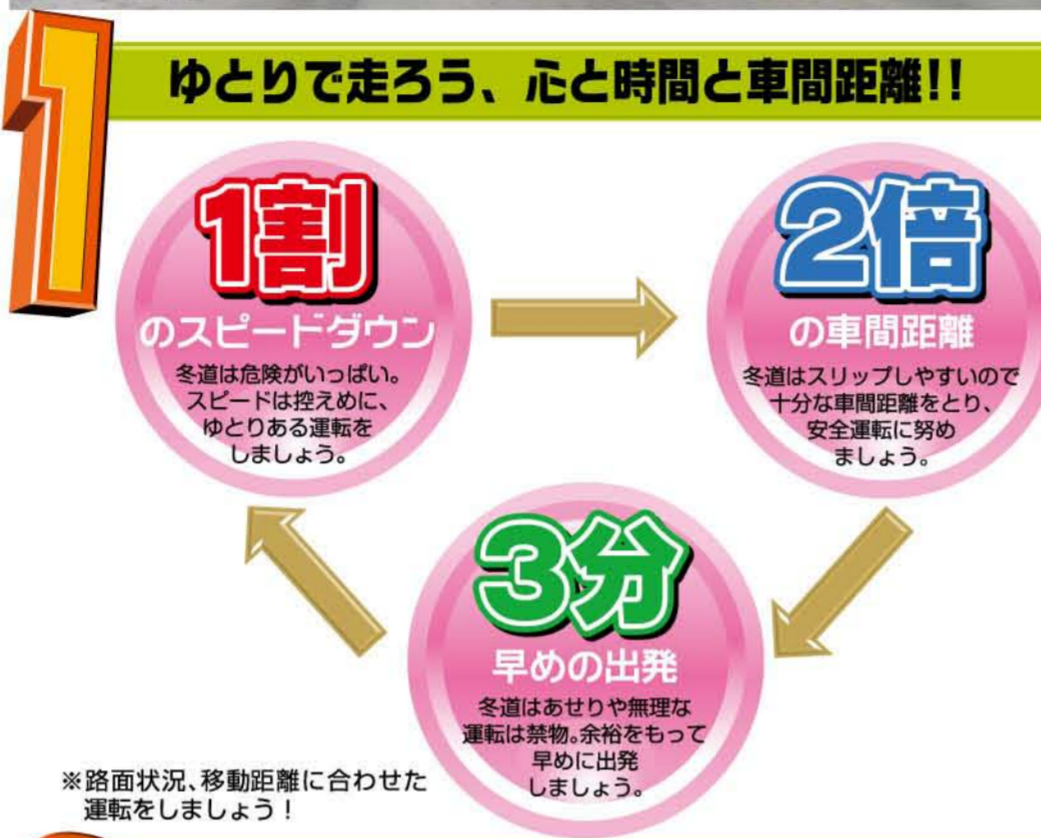 1
ゆとりで走ろう、心と時間と車間距離!!
1割
のスピードダウン
冬道は危険がいっぱい。
スピードは控えめに、
ゆとりある運転を
しましょう。
2倍
の車間距離
冬道はスリップしやすいので
十分な車間距離をとり、
安全運転に努め
ましょう。
3分
早めの出発
冬道はあせりや無理な
運転は禁物。余裕をもって
早めに出発
しましょう。
※路面状況、移動距離に合わせた
運転をしましょう！